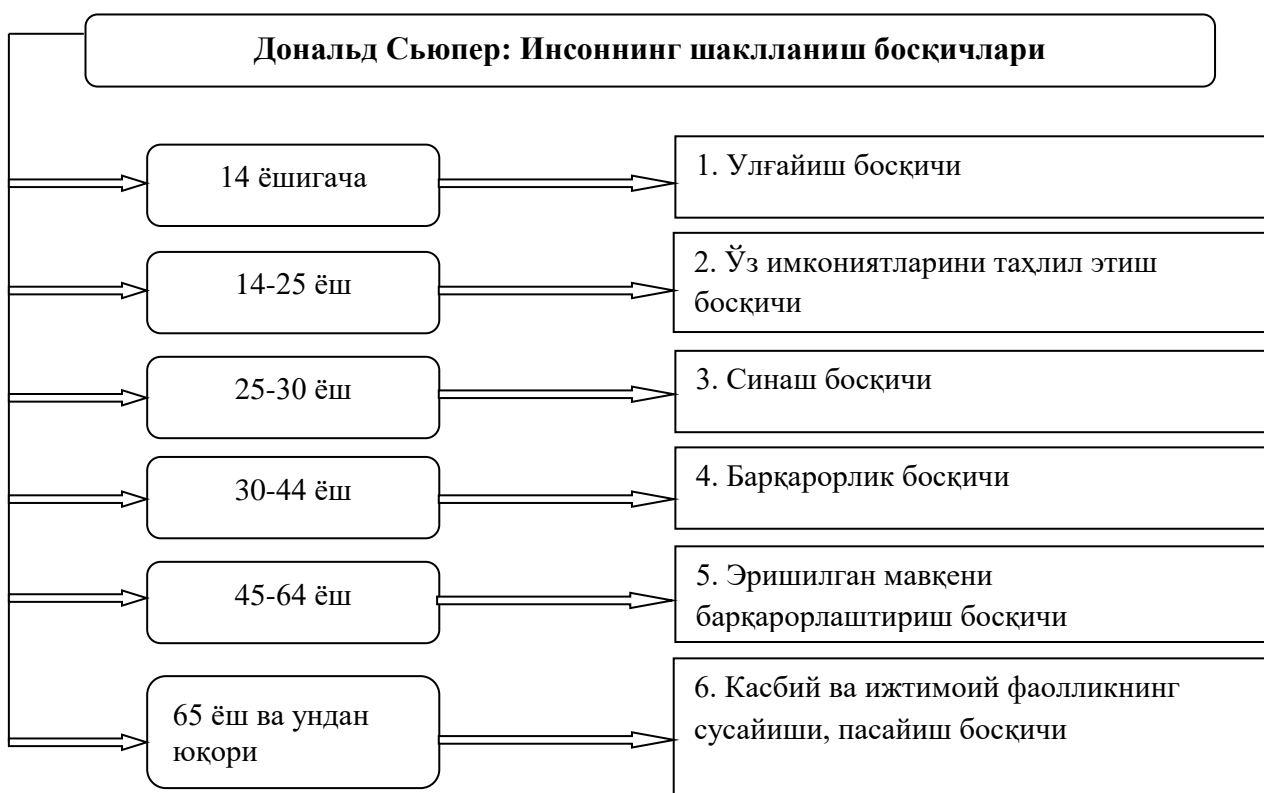 Дональд Сьюпер: Инсоннинг шаклланиш босқичлари
14 ёшигача
1. Улғайиш босқичи
14-25 ёш
2. Ўз имкониятларини таҳлил этиш
босқичи
25-30 ёш
3. Синаш босқичи
30-44 ёш
4. Барқарорлик босқичи
45-64 ёш
5. Эришилган мавқени
барқарорлаштириш босқичи
65 ёш ва ундан
юқори
6. Касбий ва ижтимоий фаолликнинг
сусайиши, пасайиш босқичи